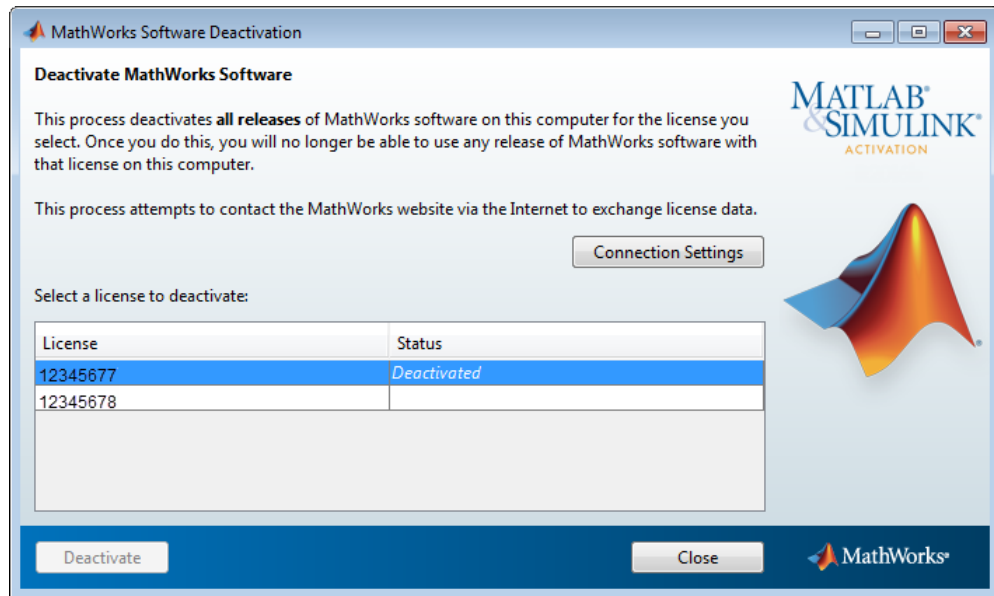 MathWorks Software Deactivation
Deactivate MathWorks Software
This process deactivates all releases of MathWorks software on this computer for the license you
select. Once you do this, you will no longer be able to use any release of MathWorks software with
that license on this computer.
This process attempts to contact the MathWorks website via the Internet to exchange license data.
Connection Settings
Select a license to deactivate:
License Status
12345677 Deactivated
12345678
MATLAB®
&SIMULINK®
ACTIVATION
®
Deactivate Close MathWorks®